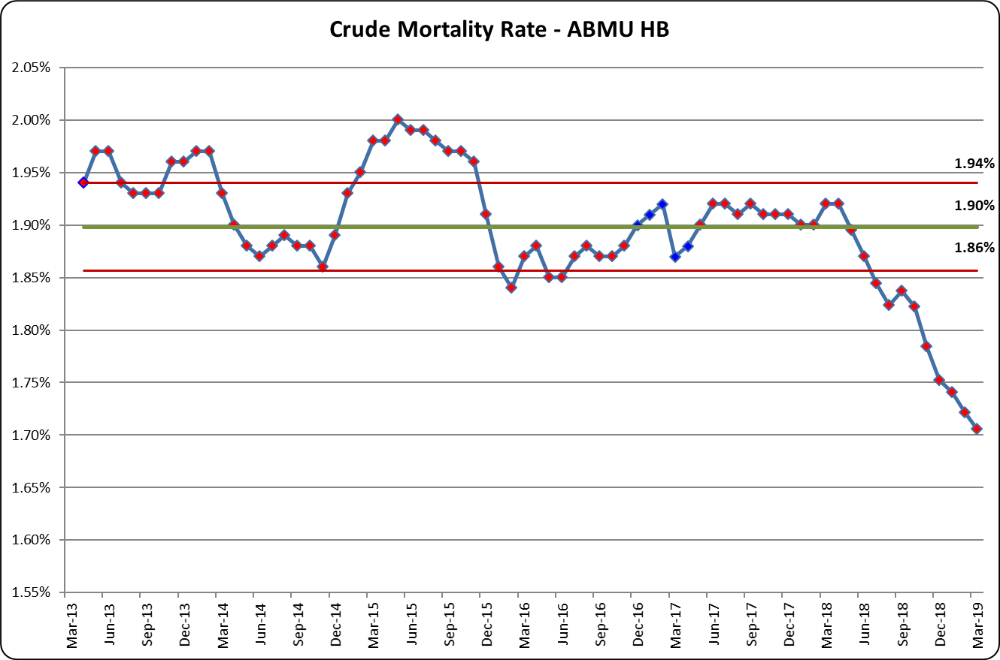 Crude Mortality Rate - ABMU HB
2.05%
2.00%
1.95%
1.94%
1.90%
1.90%
1.86%
1.85%
1.80%
1.75%
1.70%
1.65%
1.60%
1.55%
Mar-13
Jun-13
Sep-13
Dec-13
Mar-14
Jun-14
Sep-14
Dec-14
Mar-15
Jun-15
Sep-15
Dec-15
Mar-16
Jun-16
Sep-16
Dec-16
Mar-17
Jun-17
Sep-17
Dec-17
Mar-18
Jun-18
Sep-18
Dec-18
Mar-19